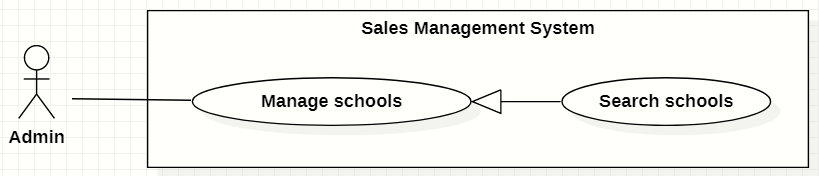 Sales Management System
Manage schools
Search schools
Admin